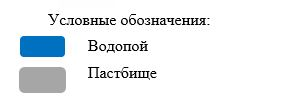 Условные обозначения:
Водопой
Пастбище